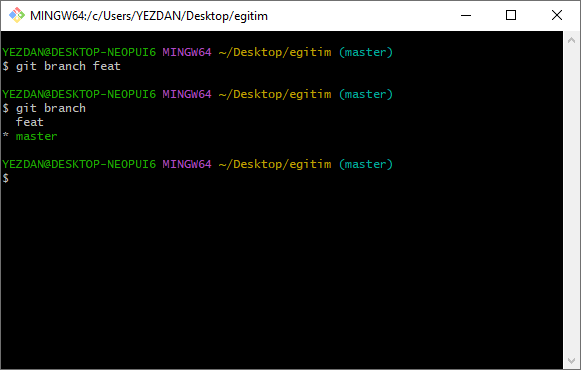 MINGW64:/c/Users/YEZDAN/Desktop/egitim
YEZDAN@DESKTOP-NEOPUI6 MINGW64 ~/Desktop/egitim (master)
$ git branch feat
YEZDAN@DESKTOP-NEOPUI6 MINGW64 ~/Desktop/egitim (master)
$ git branch
  feat
* master
YEZDAN@DESKTOP-NEOPUI6 MINGW64 ~/Desktop/egitim (master)
$